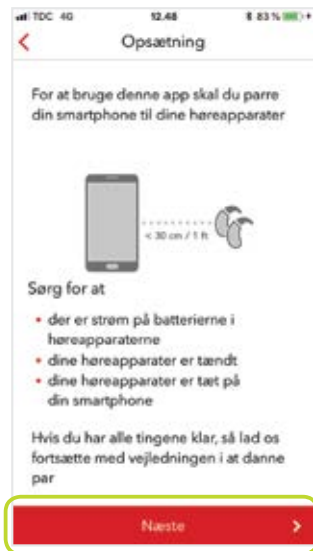 TDC 4G 12.48 83 %
Opsætning
For at bruge denne app skal du parre
din smartphone til dine høreapparater
< 30 cm / 1 ft
Sørg for at
• der er strøm på batterierne i
høreapparaterne
• dine høreapparater er tændt
• dine høreapparater er tæt på
din smartphone
Hvis du har alle tingene klar, så lad os
fortsætte med vejledningen i at danne
par
Næste